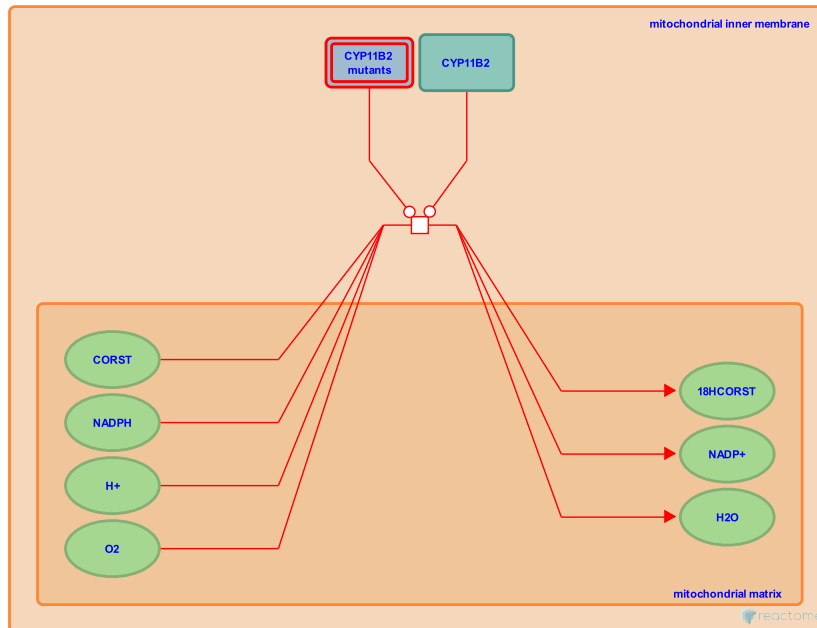 mitochondrial inner membrane
CYP11B2
mutants
CYP11B2
CORST
NADPH
H+
O2
18HCORST
NADP+
H2O
mitochondrial matrix
reactome